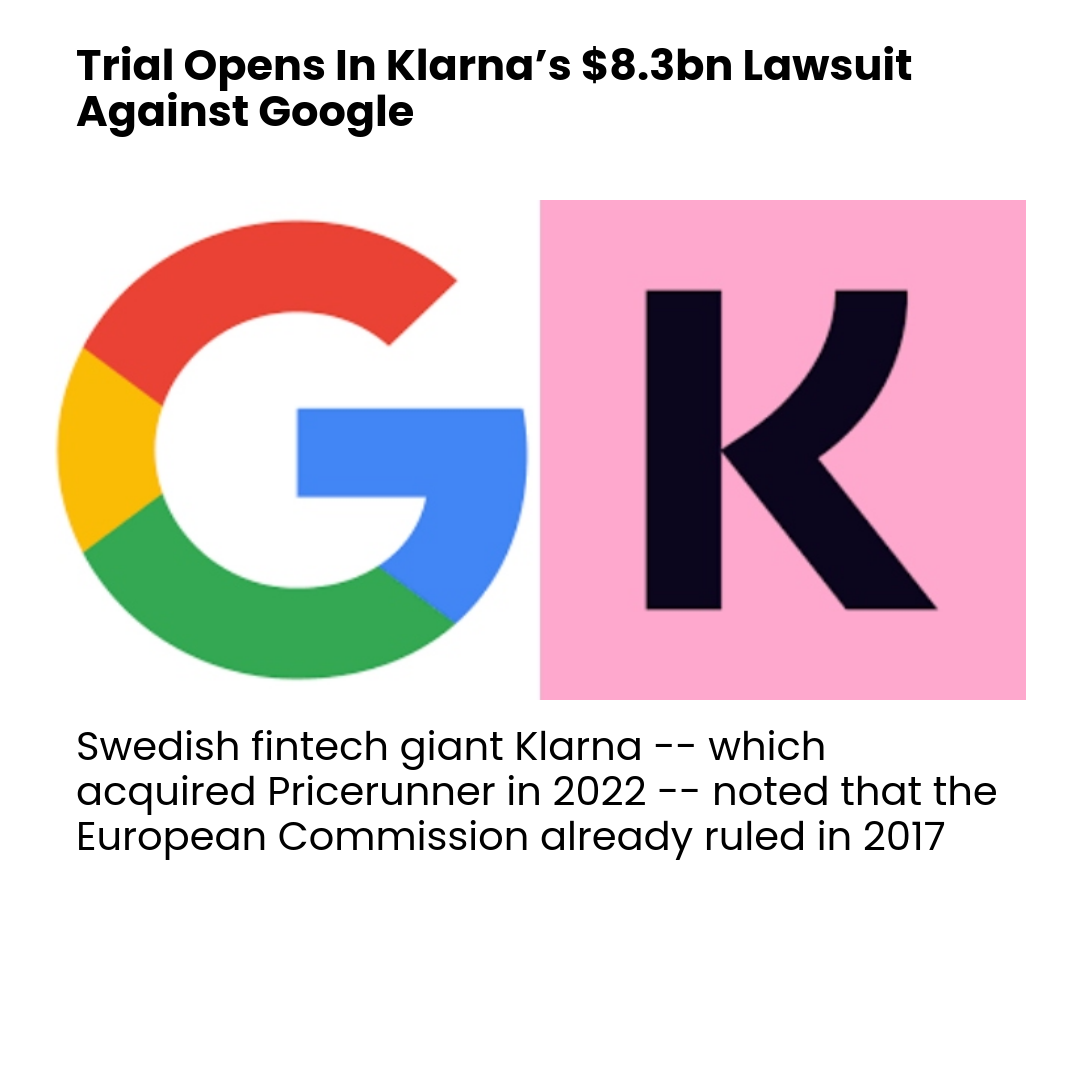 Trial Opens In Klarna’s $8.3bn Lawsuit
Against Google
G K
Swedish fintech giant Klarna -- which
acquired Pricerunner in 2022 -- noted that the
European Commission already ruled in 2017